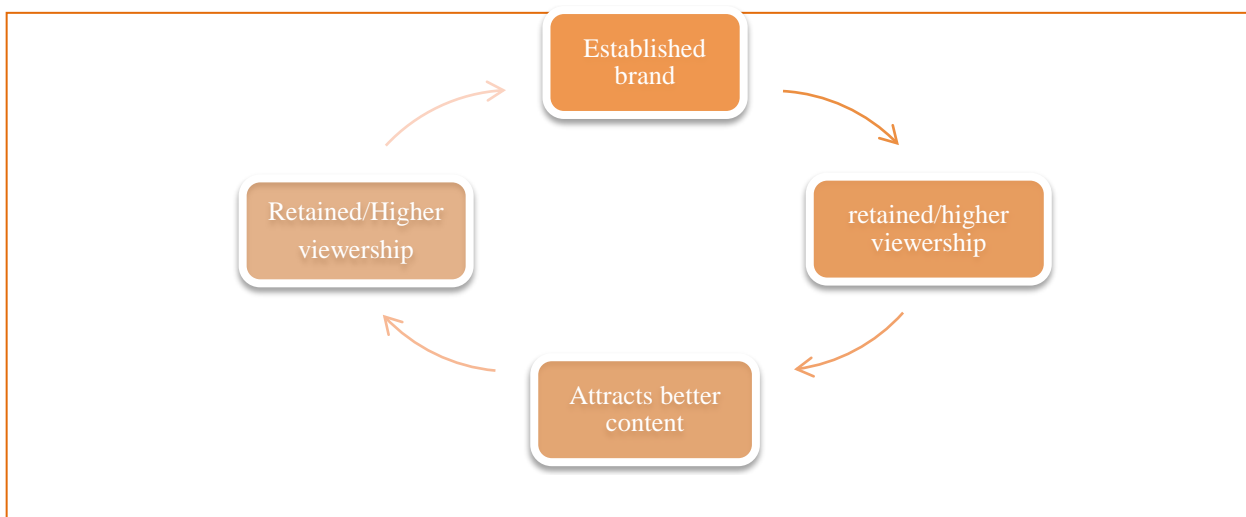 Established
brand
retained/higher
viewership
Attracts better
content
Retained/Higher
viewership